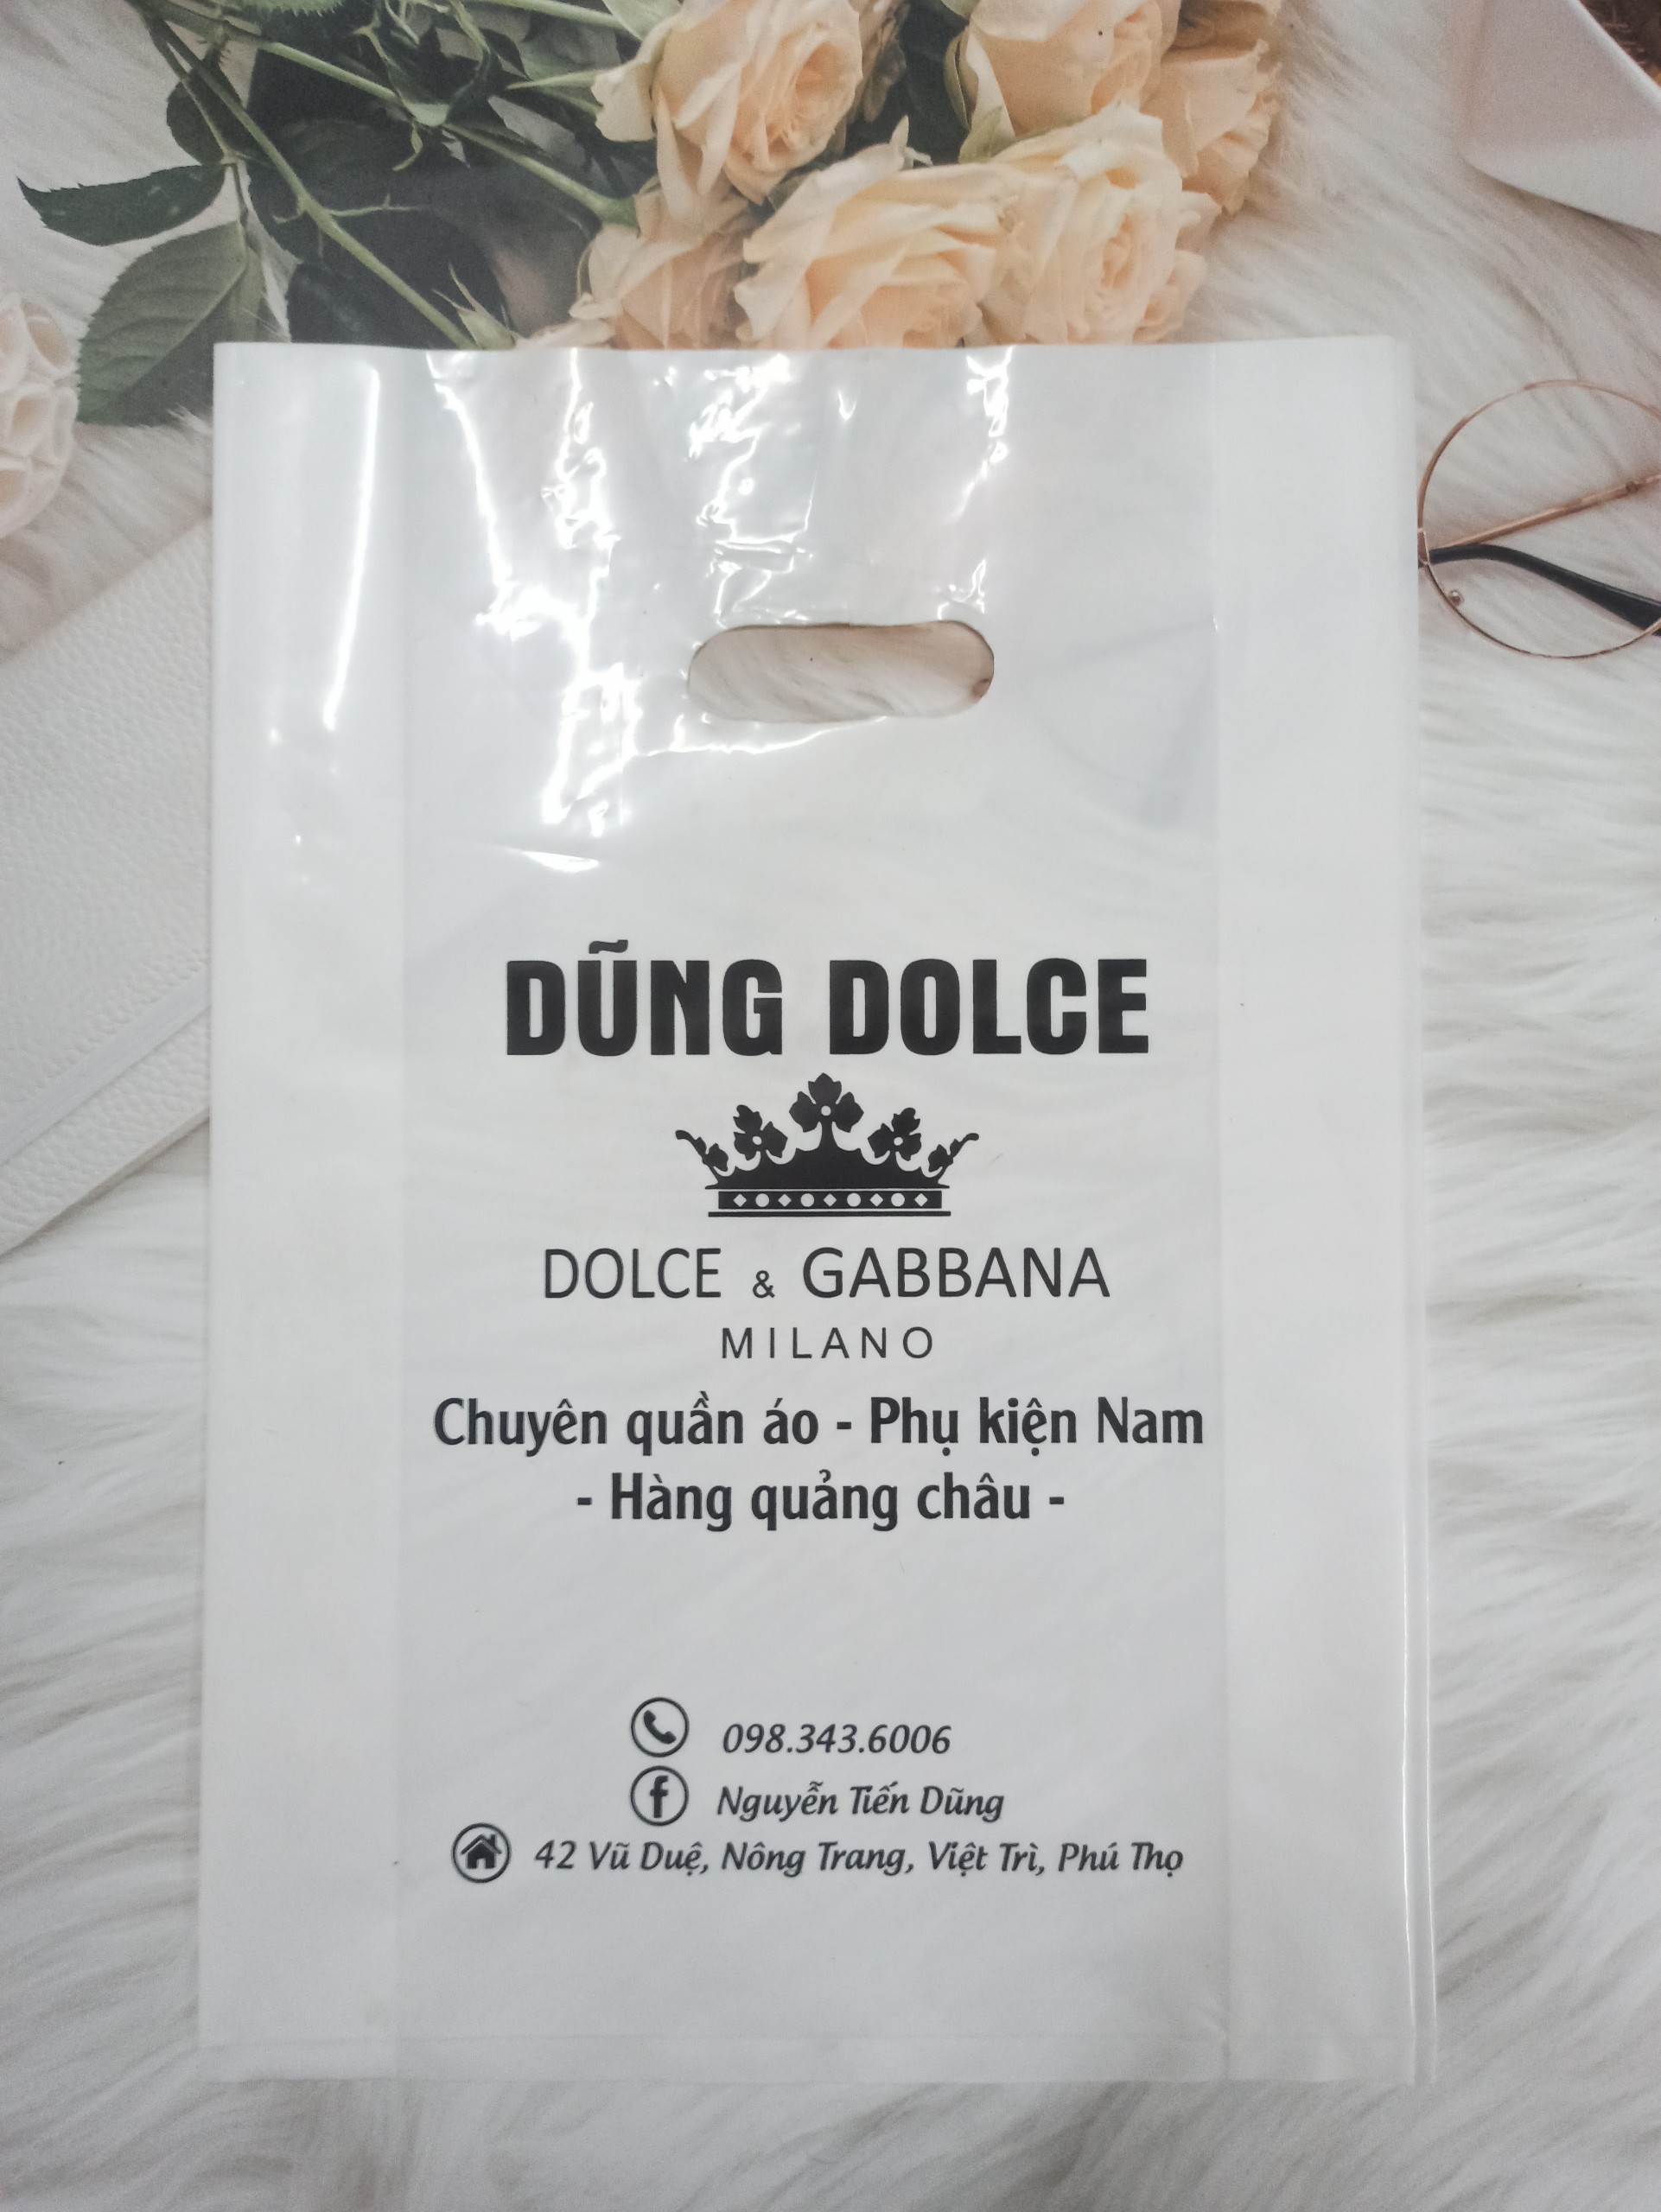 DŨNG DOLCE
DOLCE & GABBANA
MILANO
Chuyên quần áo - Phụ kiện Nam
- Hàng quảng châu -
098.343.6006
Nguyễn Tiến Dũng
42 Vũ Duệ, Nông Trang, Việt Trì, Phú Thọ